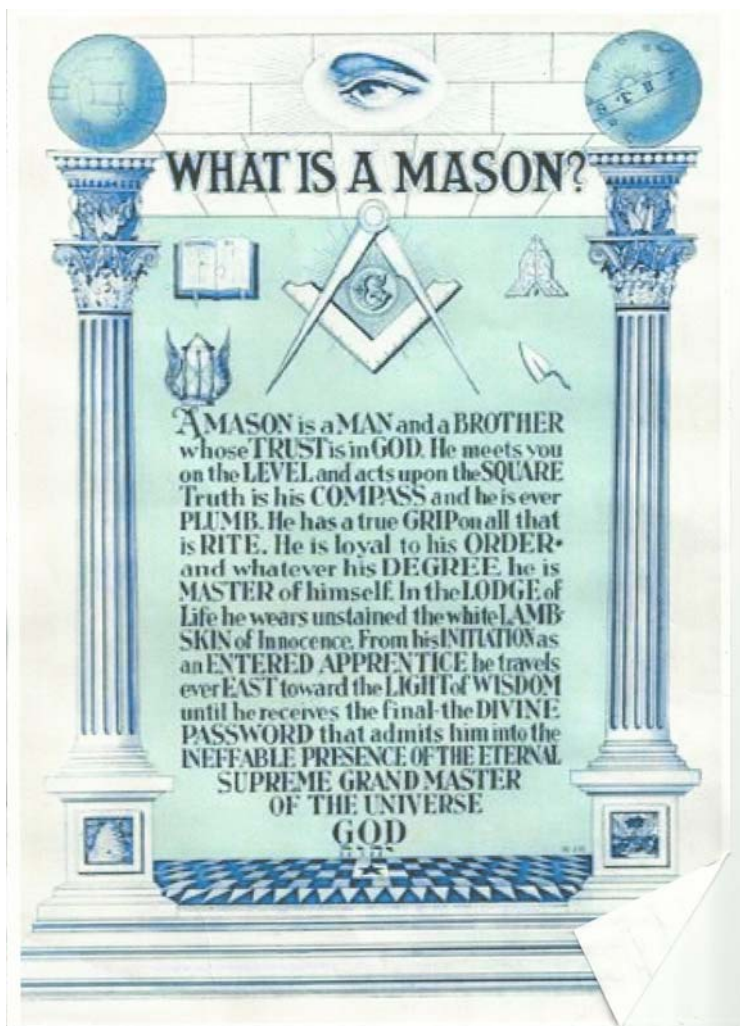 WHAT IS A MASON?
G
A MASON is a MAN and a BROTHER
whose TRUST is in GOD. He meets you
on the LEVEL and acts upon the SQUARE
Truth is his COMPASS and he is ever
PLUMB. He has a true GRIP on all that
is RITE. He is loyal to his ORDER•
and whatever his DEGREE he is
MASTER of himself. In the LODGE of
Life he wears unstained the white LAMB-
SKIN of Innocence. From his INITIATION as
an ENTERED APPRENTICE he travels
ever EAST toward the LIGHT of WISDOM
until he receives the final-the DIVINE
PASSWORD that admits him into the
INEFFABLE PRESENCE OF THE ETERNAL
SUPREME GRAND MASTER
OF THE UNIVERSE
GOD